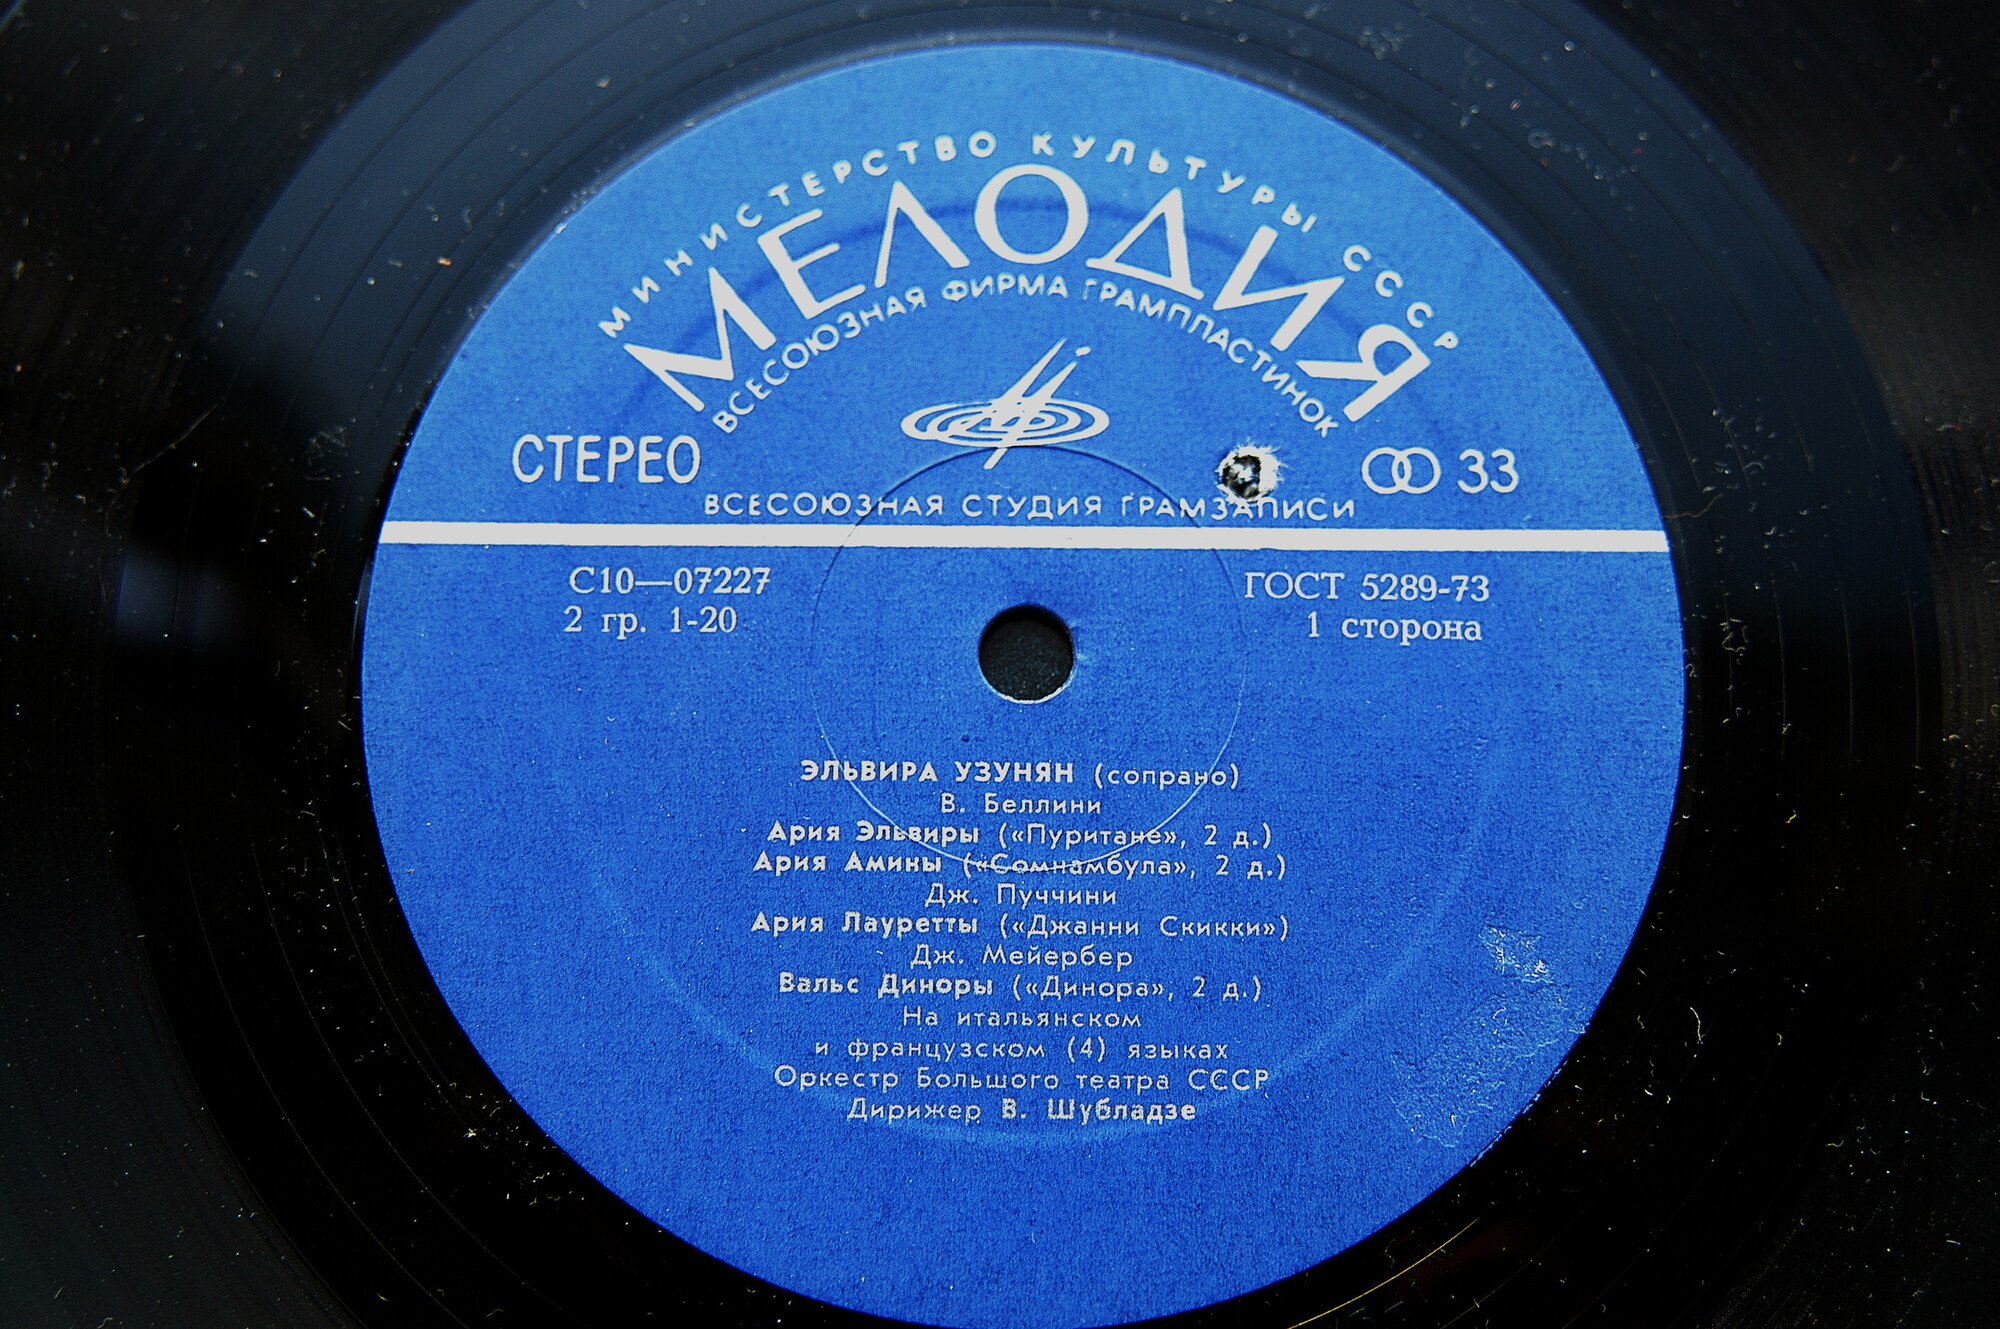 МИНИСТЕРСТВО КУЛЬТУРЫ СССР
МЕЛОДИЯ
ВСЕСОЮЗНАЯ ФИРМА ГРАМПЛАСТИНОК
СТЕРЕО
33
ВСЕСОЮЗНАЯ СТУДИЯ ГРАМЗАПИСИ
С10—07227
ГОСТ 5289-73
2 гр. 1-20
1 сторона
ЭЛЬВИРА УЗУНЯН (сопрано)
В. Беллини
Ария Эльвиры («Пуритане», 2 д.)
Ария Амины («Сомнамбула», 2 д.)
Дж. Пуччини
Ария Лауретты («Джанни Скикки»)
Дж. Мейербер
Вальс Диноры («Динора», 2 д.)
На итальянском
и французском (4) языках
Оркестр Большого театра СССР
Дирижер В. Шубладзе